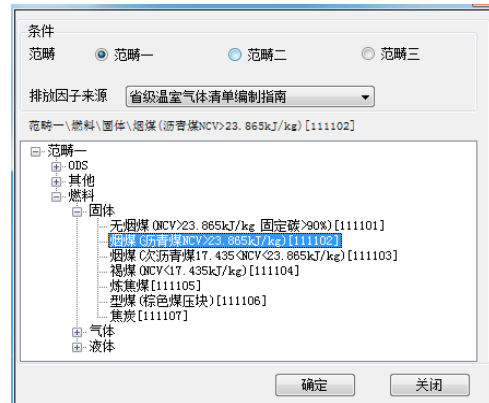 条件
范畴 范畴一 范畴二 范畴三
排放因子来源 省级温室气体清单编制指南
范畴一\燃料\固体\烟煤(沥青煤NCV>23.865kJ/kg)[111102]
范畴一
ODS
其他
燃料
固体
无烟煤(NCV>23.865kJ/kg 固定碳>90%)[111101]
烟煤(沥青煤NCV>23.865kJ/kg)[111102]
烟煤(次沥青煤17.435<NCV<23.865kJ/kg)[111103]
褐煤(NCV<17.435kJ/kg)[111104]
炼焦煤[111105]
型煤(棕色煤压块)[111106]
焦炭[111107]
气体
液体
确定 关闭